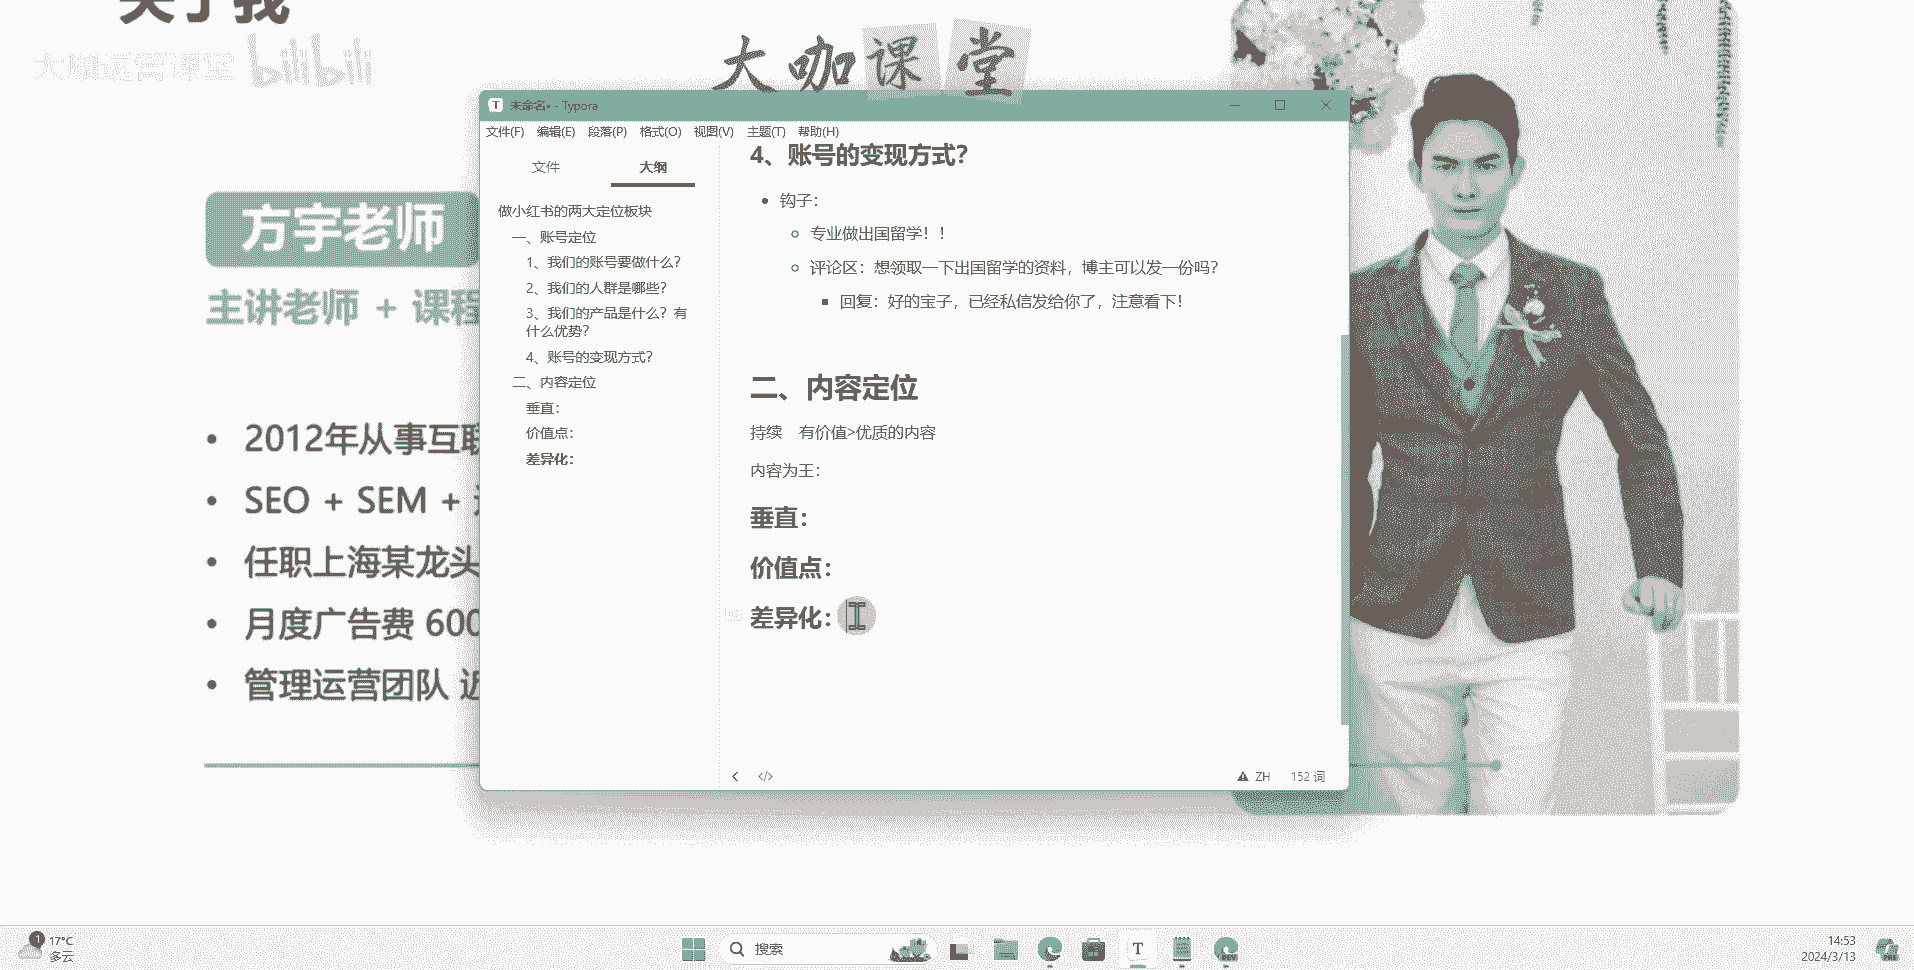 关于我
大咖运营课堂 bilibili
大咖课堂
方宇老师
主讲老师 + 课程
2012年从事互联
SEO + SEM +
任职上海某龙头
月度广告费 600
管理运营团队 近
T 未命名• - Typora
文件(F) 编辑(E) 段落(P) 格式(O) 视图(V) 主题(T) 帮助(H)
文件 大纲
做小红书的两大定位板块
一、账号定位
1、我们的账号要做什么?
2、我们的人群是哪些?
3、我们的产品是什么?有
什么优势?
4、账号的变现方式?
二、内容定位
垂直:
价值点:
差异化:
4、账号的变现方式?
钩子:
专业做出国留学!!
评论区:想领取一下出国留学的资料,博主可以发一份吗?
回复:好的宝子,已经私信发给你了,注意看下!
二、内容定位
持续 有价值>优质的内容
内容为王:
垂直:
价值点:
差异化:
</> ZH 152 词
1 17°C
多云
搜索
T
DEV
14:53
2024/3/13
PRE